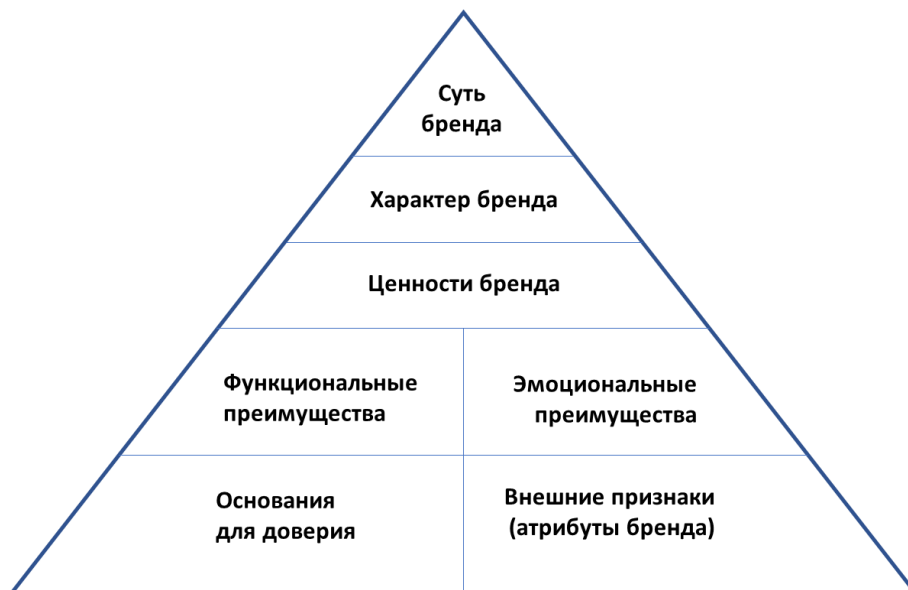 Суть
бренда
Характер бренда
Ценности бренда
Функциональные
преимущества
Эмоциональные
преимущества
Основания
для доверия
Внешние признаки
(атрибуты бренда)